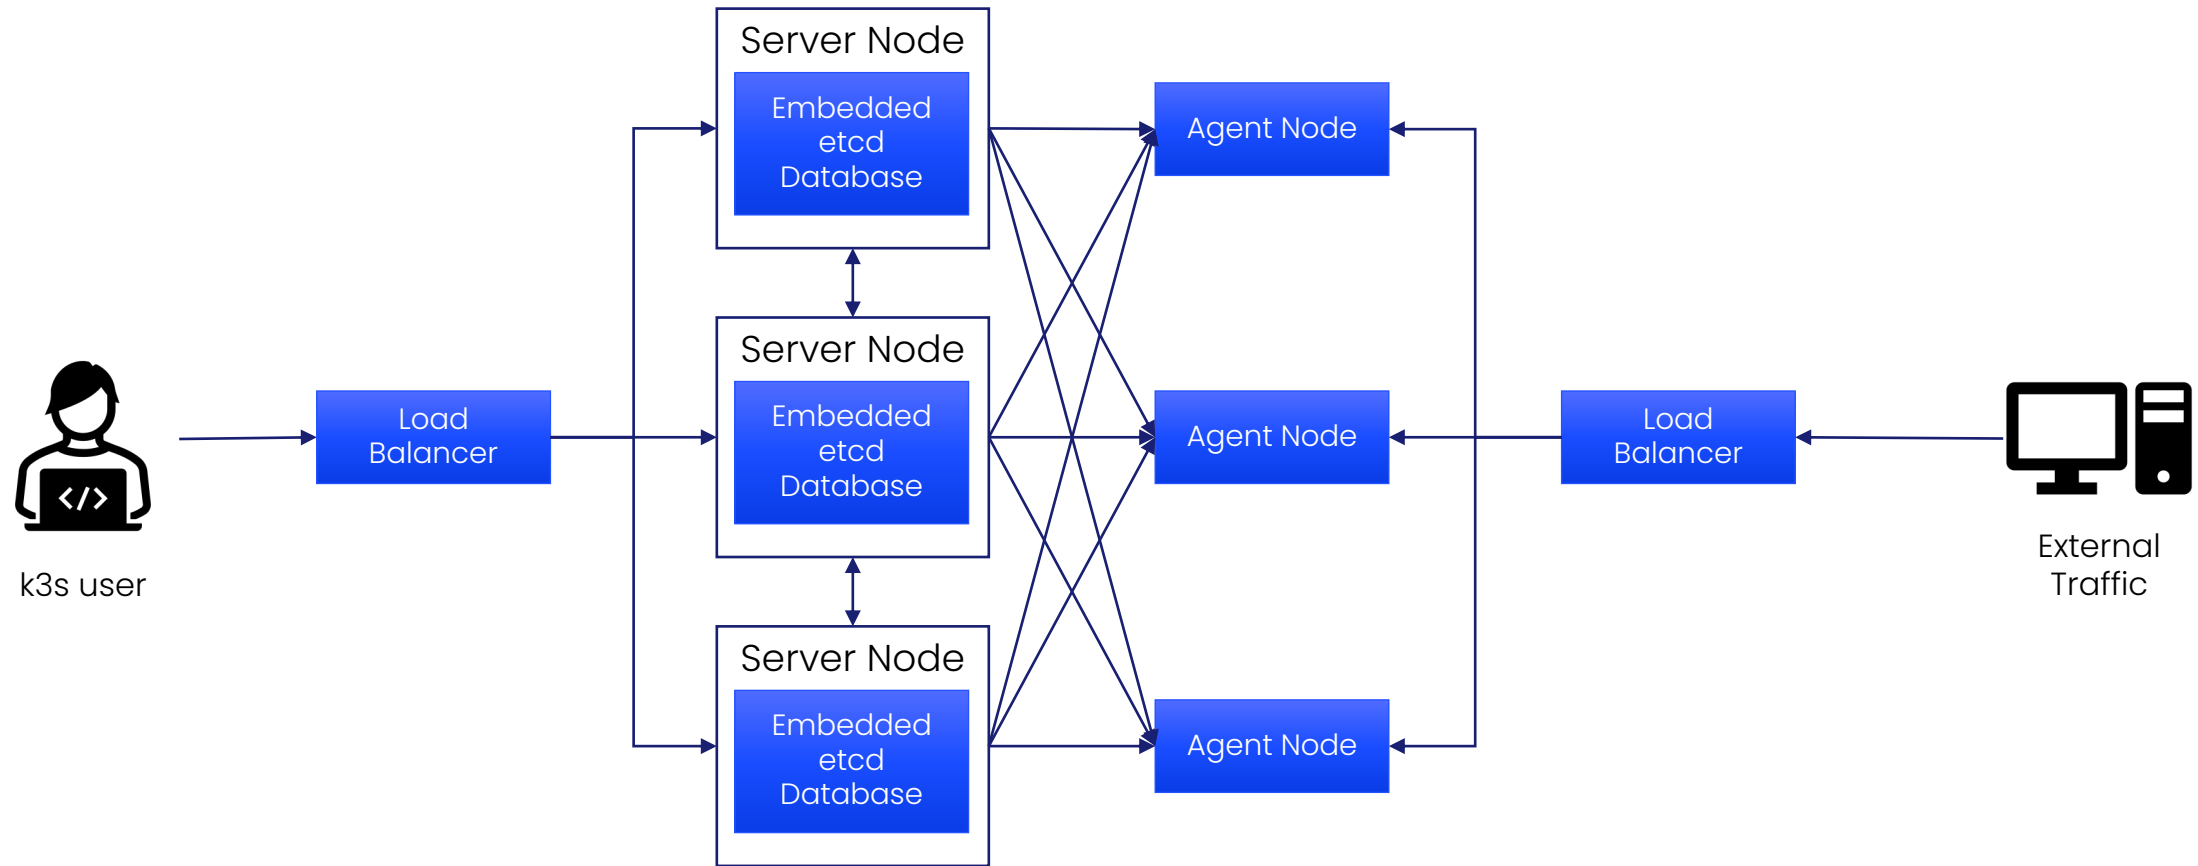 Server Node
Embedded
etcd
Database
Server Node
Embedded
etcd
Database
Server Node
Embedded
etcd
Database
Agent Node
Agent Node
Agent Node
Load
Balancer
Load
Balancer
</>
k3s user
External
Traffic